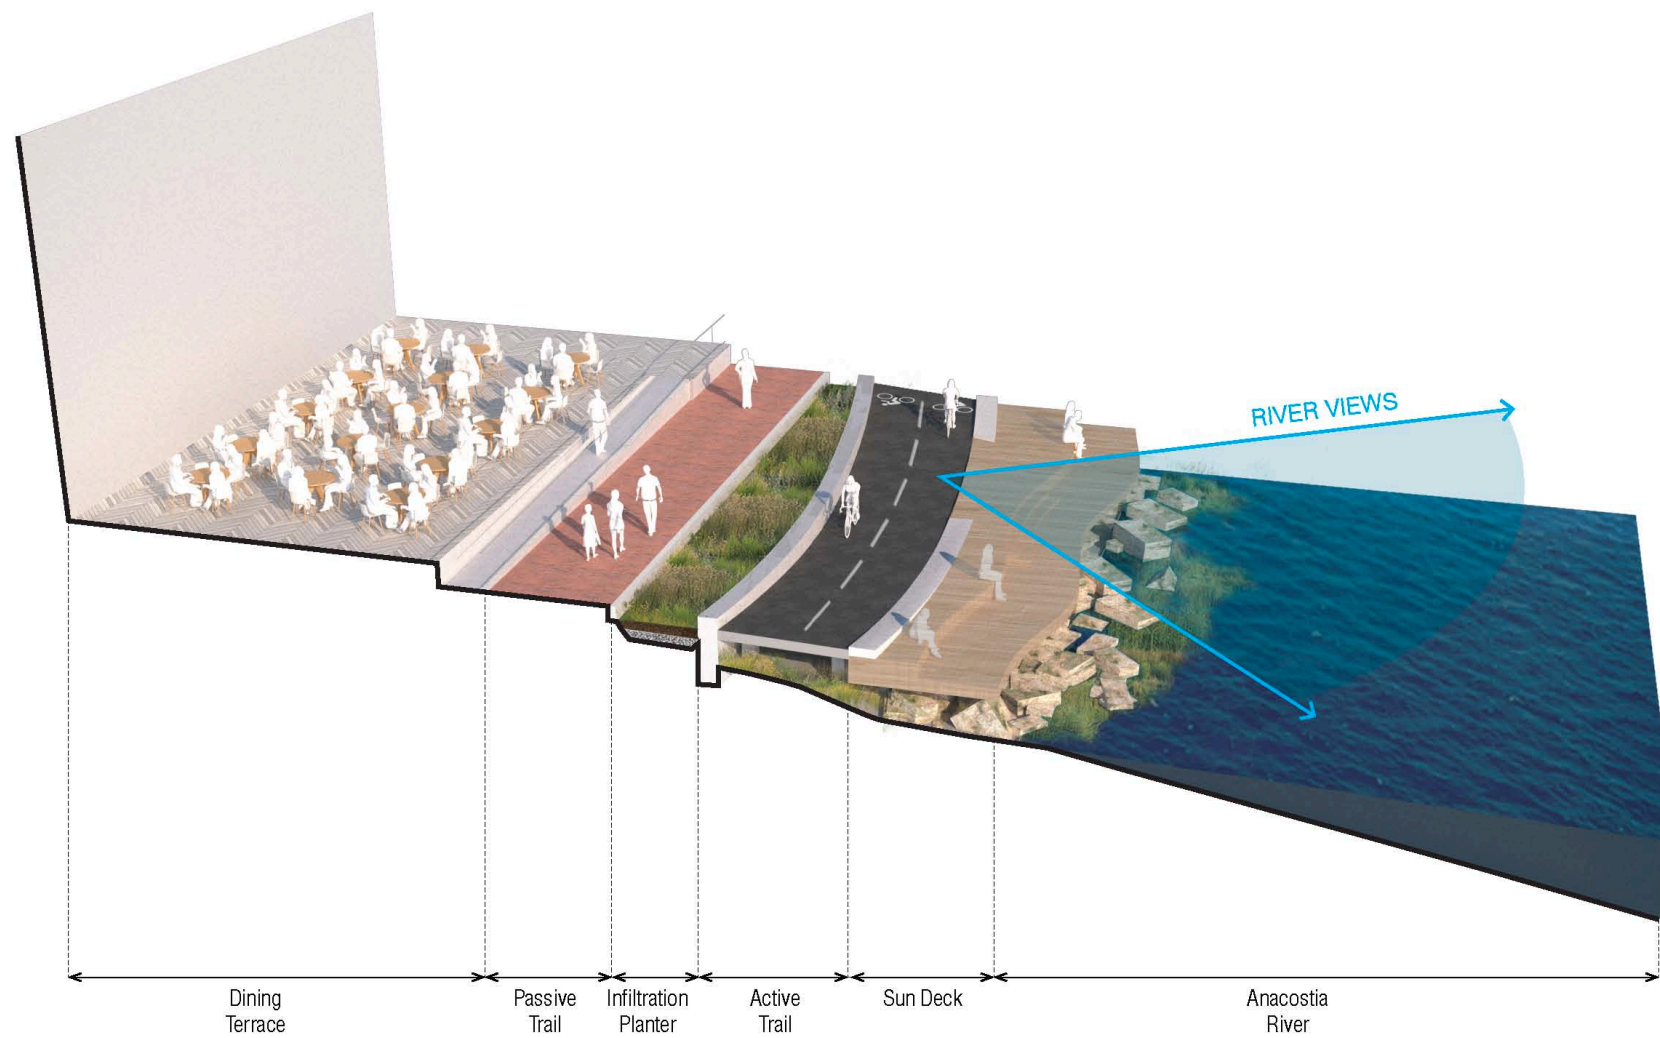 RIVER VIEWS
Dining
Terrace
Passive
Trail
Infiltration
Planter
Active
Trail
Sun Deck
Anacostia
River